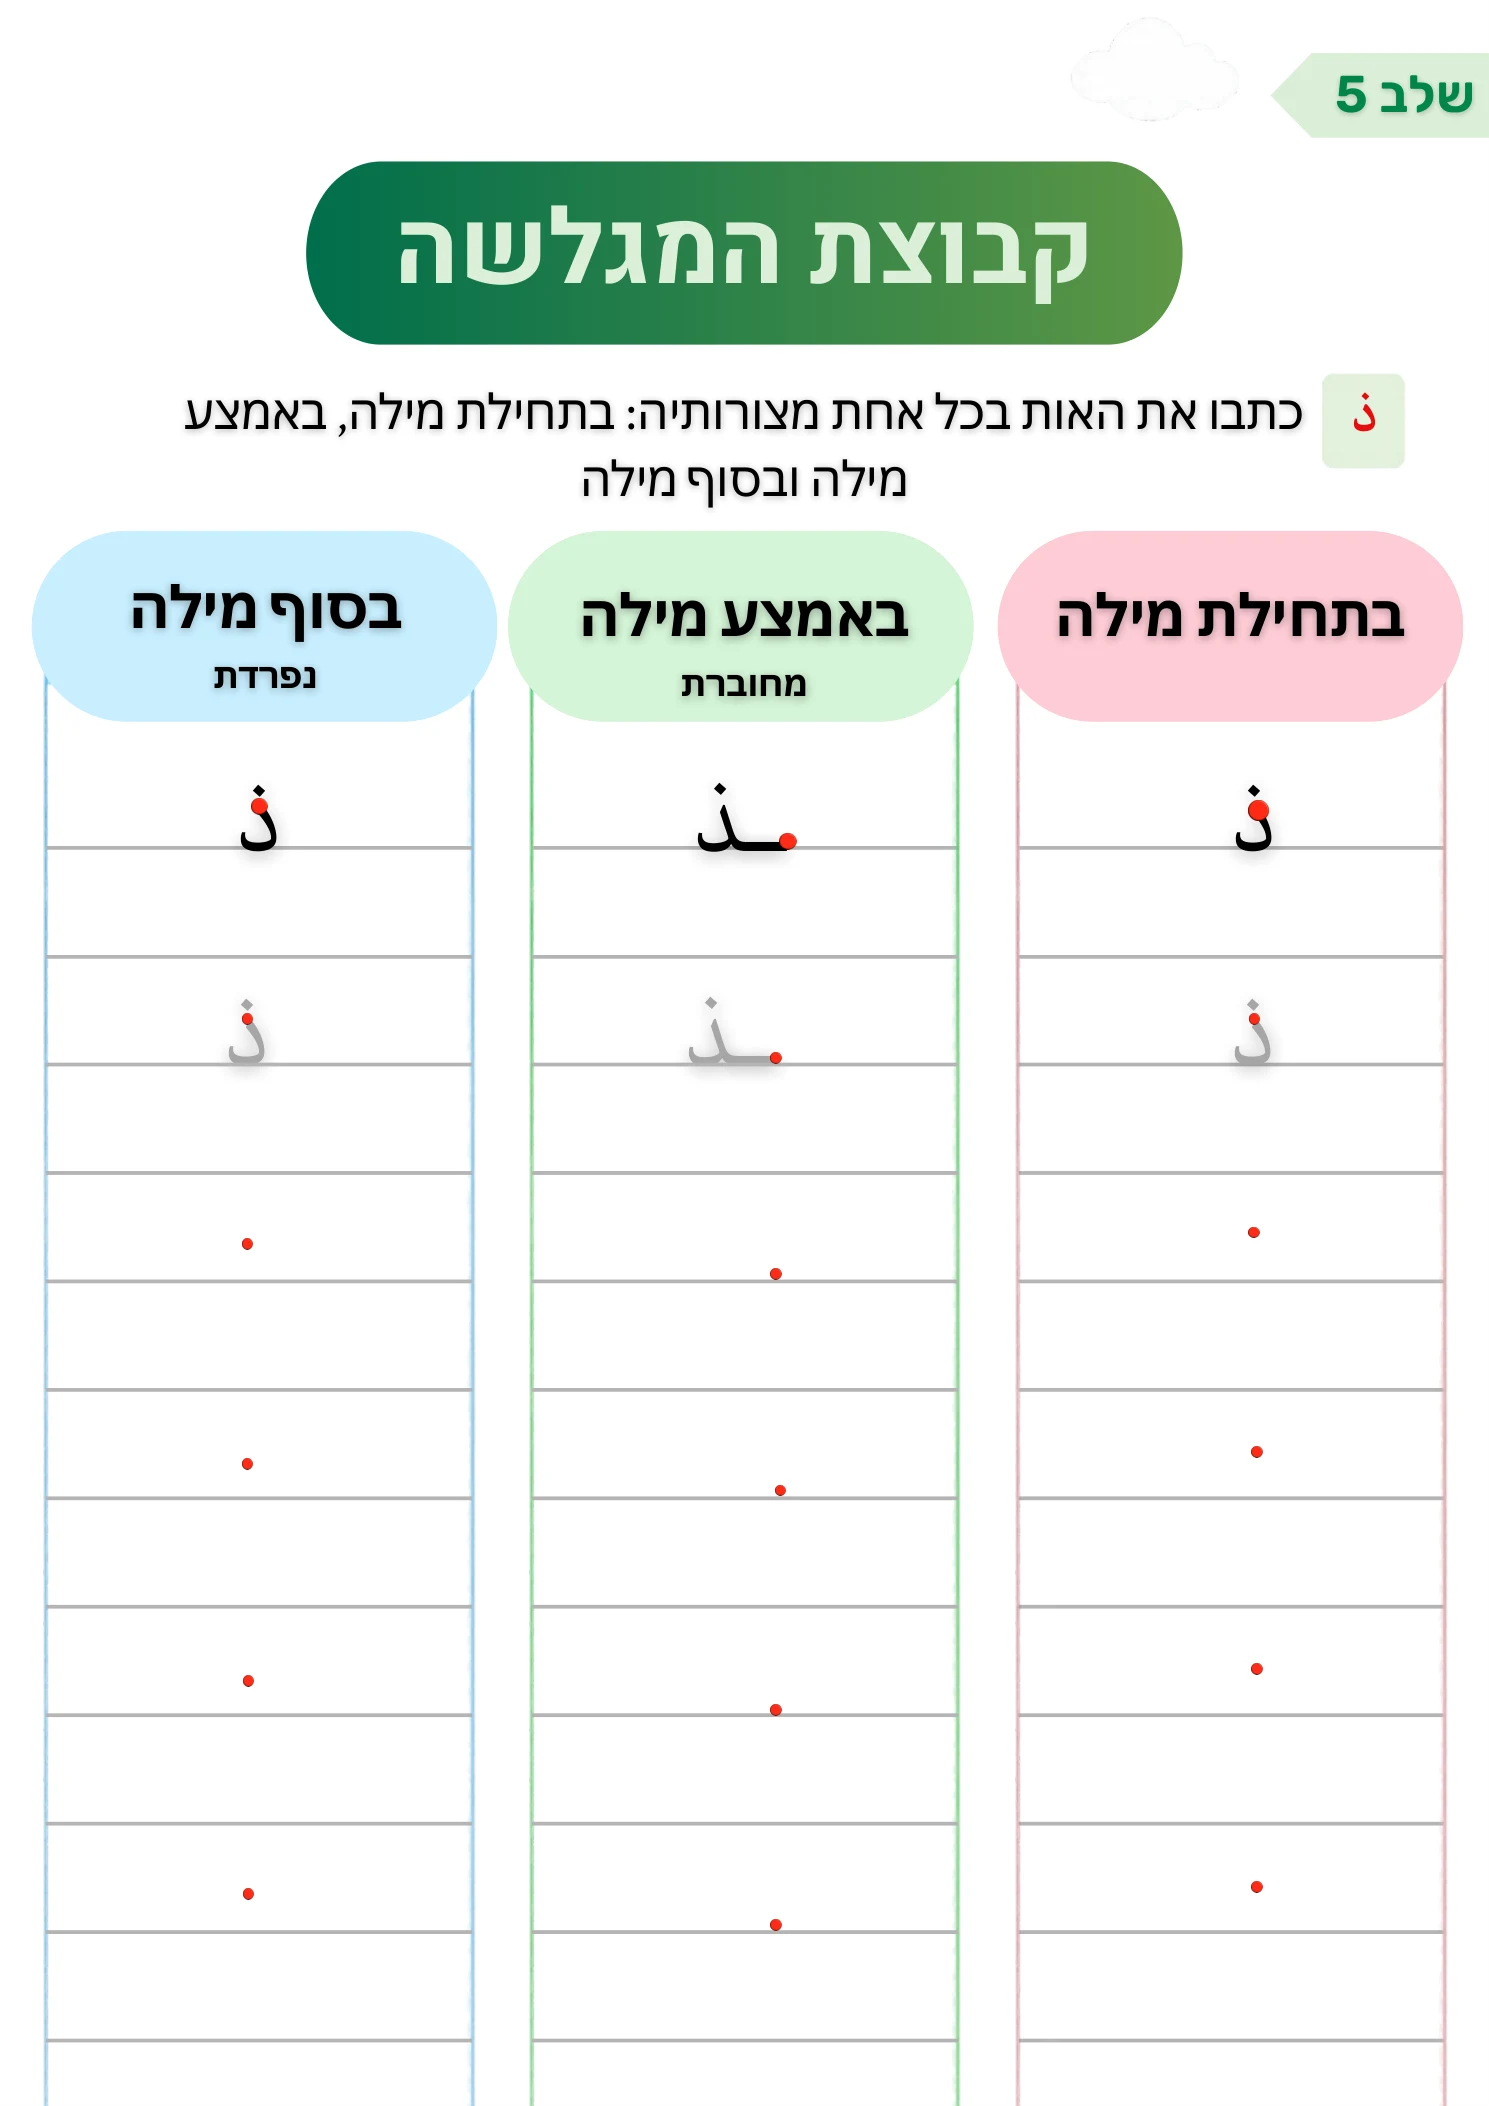 שלב 5
קבוצת המגלשה
ذ
כתבו את האות בכל אחת מצורותיה: בתחילת מילה, באמצע
מילה ובסוף מילה
בתחילת מילה
באמצע מילה
מחוברת
בסוף מילה
נפרדת
ذ
ـذ
ذ
ذ
ـذ
ذ